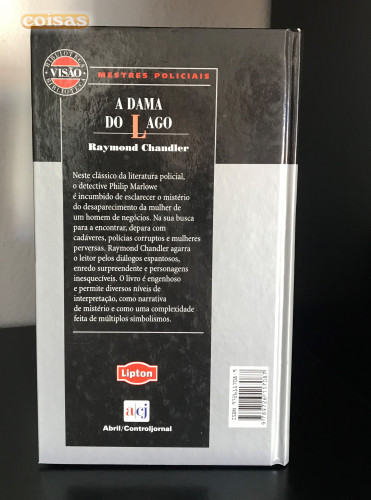 coisas
BIBLIOTECA
VISÃO
BIBLIOTECA
MESTRES POLICIAIS
A DAMA
DO LAGO
Raymond Chandler
Neste clássico da literatura policial,
o detective Philip Marlowe
é incumbido de esclarecer o mistério
do desaparecimento da mulher de
um homem de negócios. Na sua busca
para a encontrar, depara com
cadáveres, polícias corruptos e mulheres
perversas. Raymond Chandler agarra
o leitor pelos diálogos espantosos,
enredo surpreendente e personagens
inesquecíveis. O livro é engenhoso
e permite diversos níveis de
interpretação, como narrativa
de mistério e como uma complexidade
feita de múltiplos simbolismos.
Lipton
a/cj
Abril/Controljornal